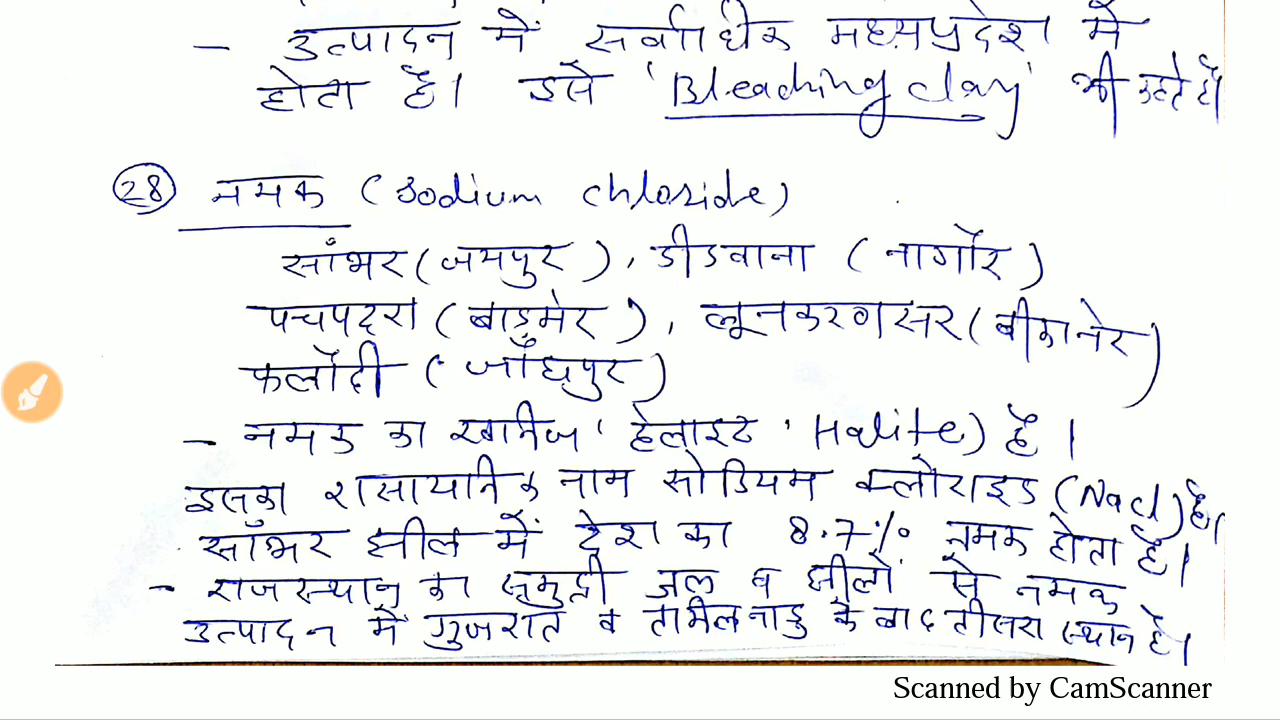 - उत्पादन में सर्वाधिक मध्यप्रदेश में
होता है। इसे 'Bleaching clay' भी कहते हैं।
28 नमक (sodium chloride)
सांभर (जयपुर), डीडवाना (नागौर)
पचपदरा (बाड़मेर), लूनकरणसर (बीकानेर)
फलौदी (जोधपुर)
- नमक का खनिज 'हेलाइट' Halite) है।
इसका रासायनिक नाम सोडियम क्लोराइड (Nacl) है।
सांभर झील में देश का 8.7% नमक होता है।
- राजस्थान का समुद्री जल व झीलों से नमक
उत्पादन में गुजरात व तामिलनाडु के बाद तीसरा स्थान है।
Scanned by CamScanner